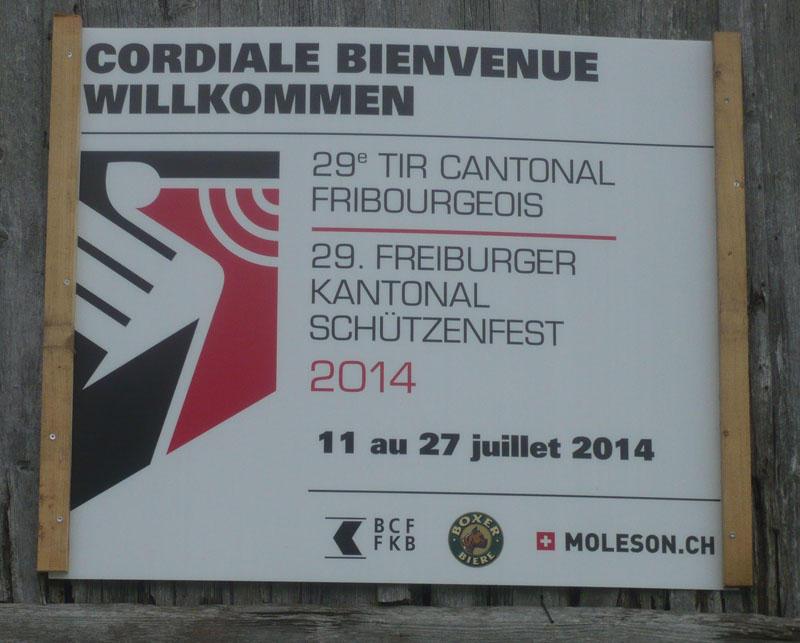 CORDIALE BIENVENUE
WILLKOMMEN
29e TIR CANTONAL
FRIBOURGEOIS
29. FREIBURGER
KANTONAL
SCHÜTZENFEST
2014
11 au 27 juillet 2014
BCF
FKB
BOXER
BIERE
MOLESON.CH